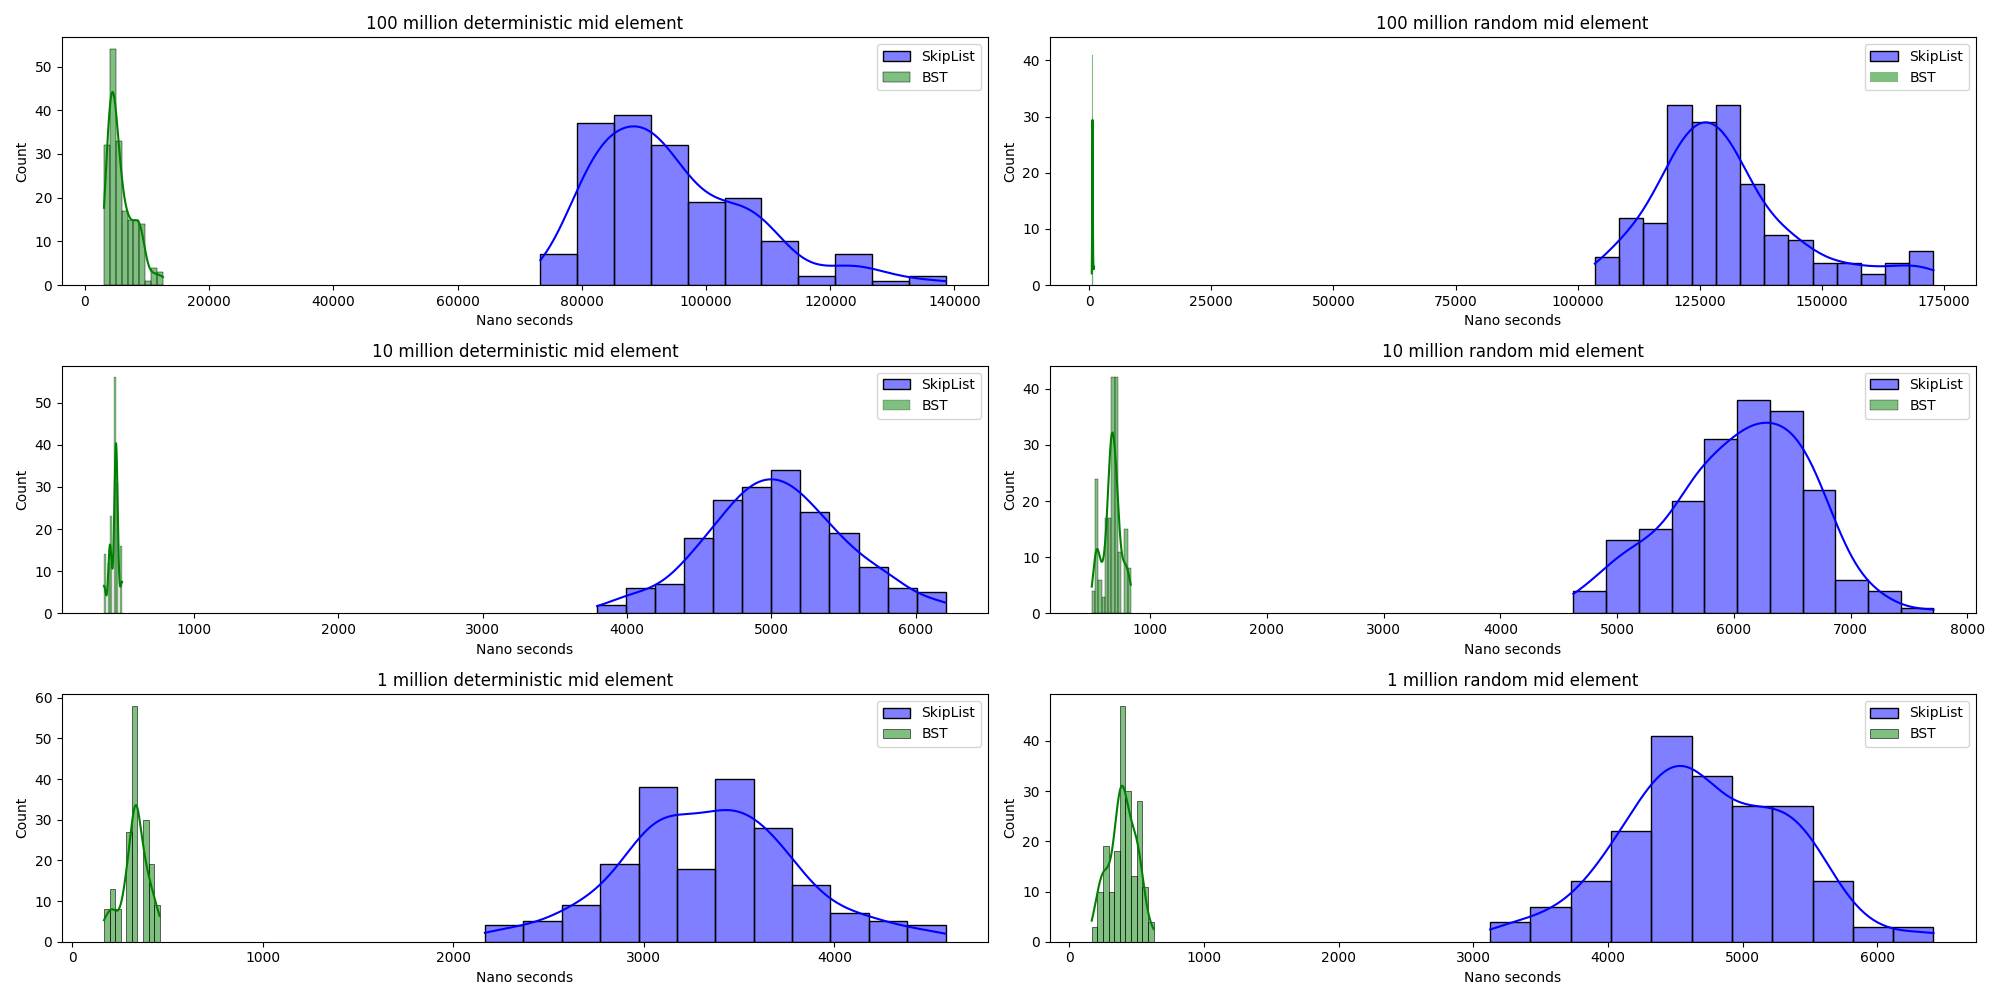 100 million deterministic mid element
SkipList
BST
Count
50
40
30
20
10
0
0 20000 40000 60000 80000 100000 120000 140000
Nano seconds
100 million random mid element
SkipList
BST
Count
40
30
20
10
0
0 25000 50000 75000 100000 125000 150000 175000
Nano seconds
10 million deterministic mid element
SkipList
BST
Count
50
40
30
20
10
0
1000 2000 3000 4000 5000 6000
Nano seconds
10 million random mid element
SkipList
BST
Count
40
30
20
10
0
1000 2000 3000 4000 5000 6000 7000 8000
Nano seconds
1 million deterministic mid element
SkipList
BST
Count
60
50
40
30
20
10
0
0 1000 2000 3000 4000
Nano seconds
1 million random mid element
SkipList
BST
Count
40
30
20
10
0
0 1000 2000 3000 4000 5000 6000
Nano seconds